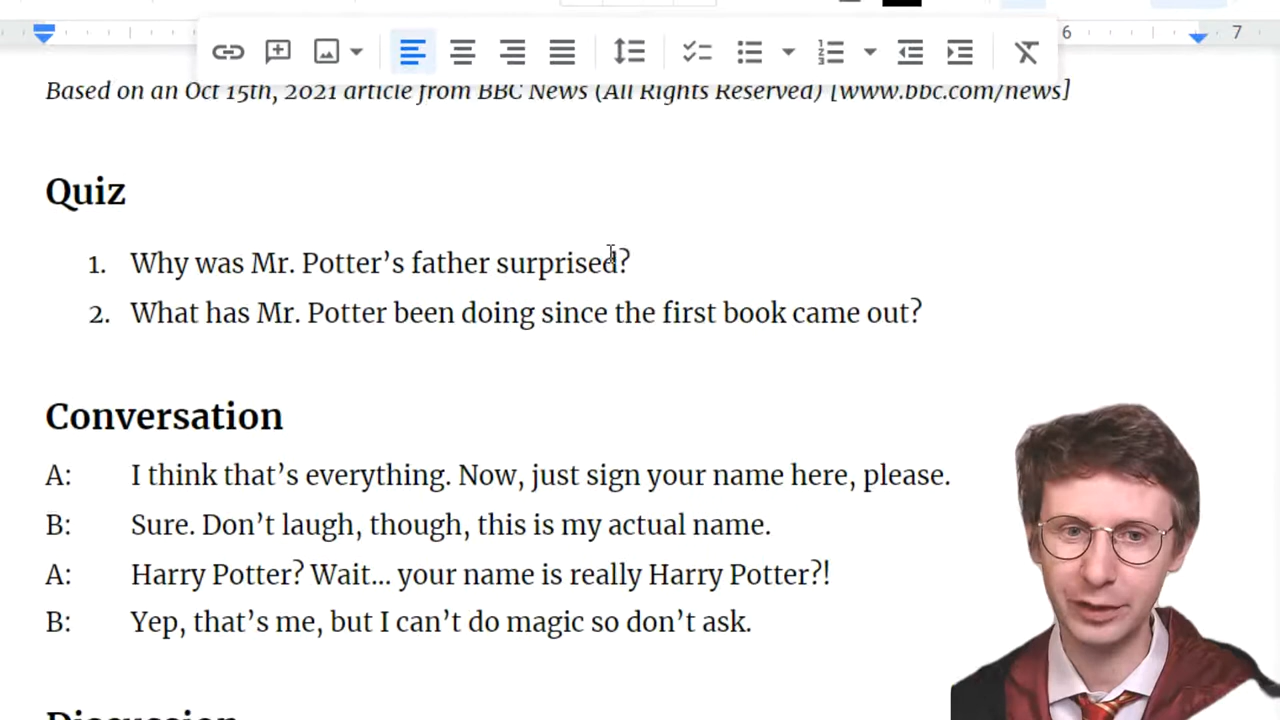 6
7
Based on an Oct 15th, 2021 article from BBC News (All Rights Reserved) [www.bbc.com/news]
Quiz
1. Why was Mr. Potter’s father surprised?
2. What has Mr. Potter been doing since the first book came out?
Conversation
A: I think that’s everything. Now, just sign your name here, please.
B: Sure. Don’t laugh, though, this is my actual name.
A: Harry Potter? Wait... your name is really Harry Potter?!
B: Yep, that’s me, but I can’t do magic so don’t ask.
Discussion